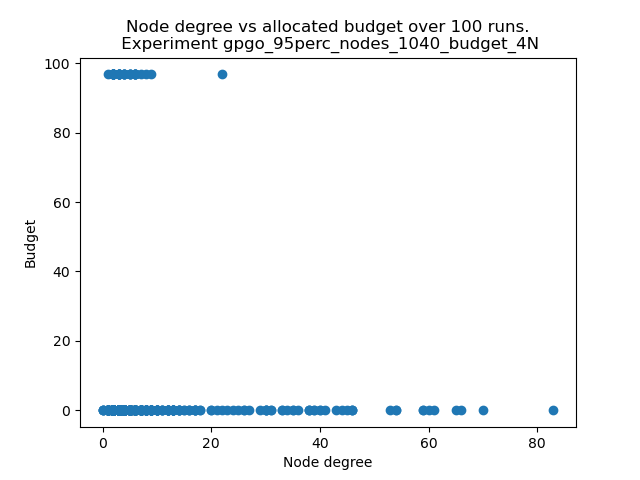 Node degree vs allocated budget over 100 runs.
Experiment gpgo_95perc_nodes_1040_budget_4N
100
80
60
40
20
0
Budget
0 20 40 60 80
Node degree